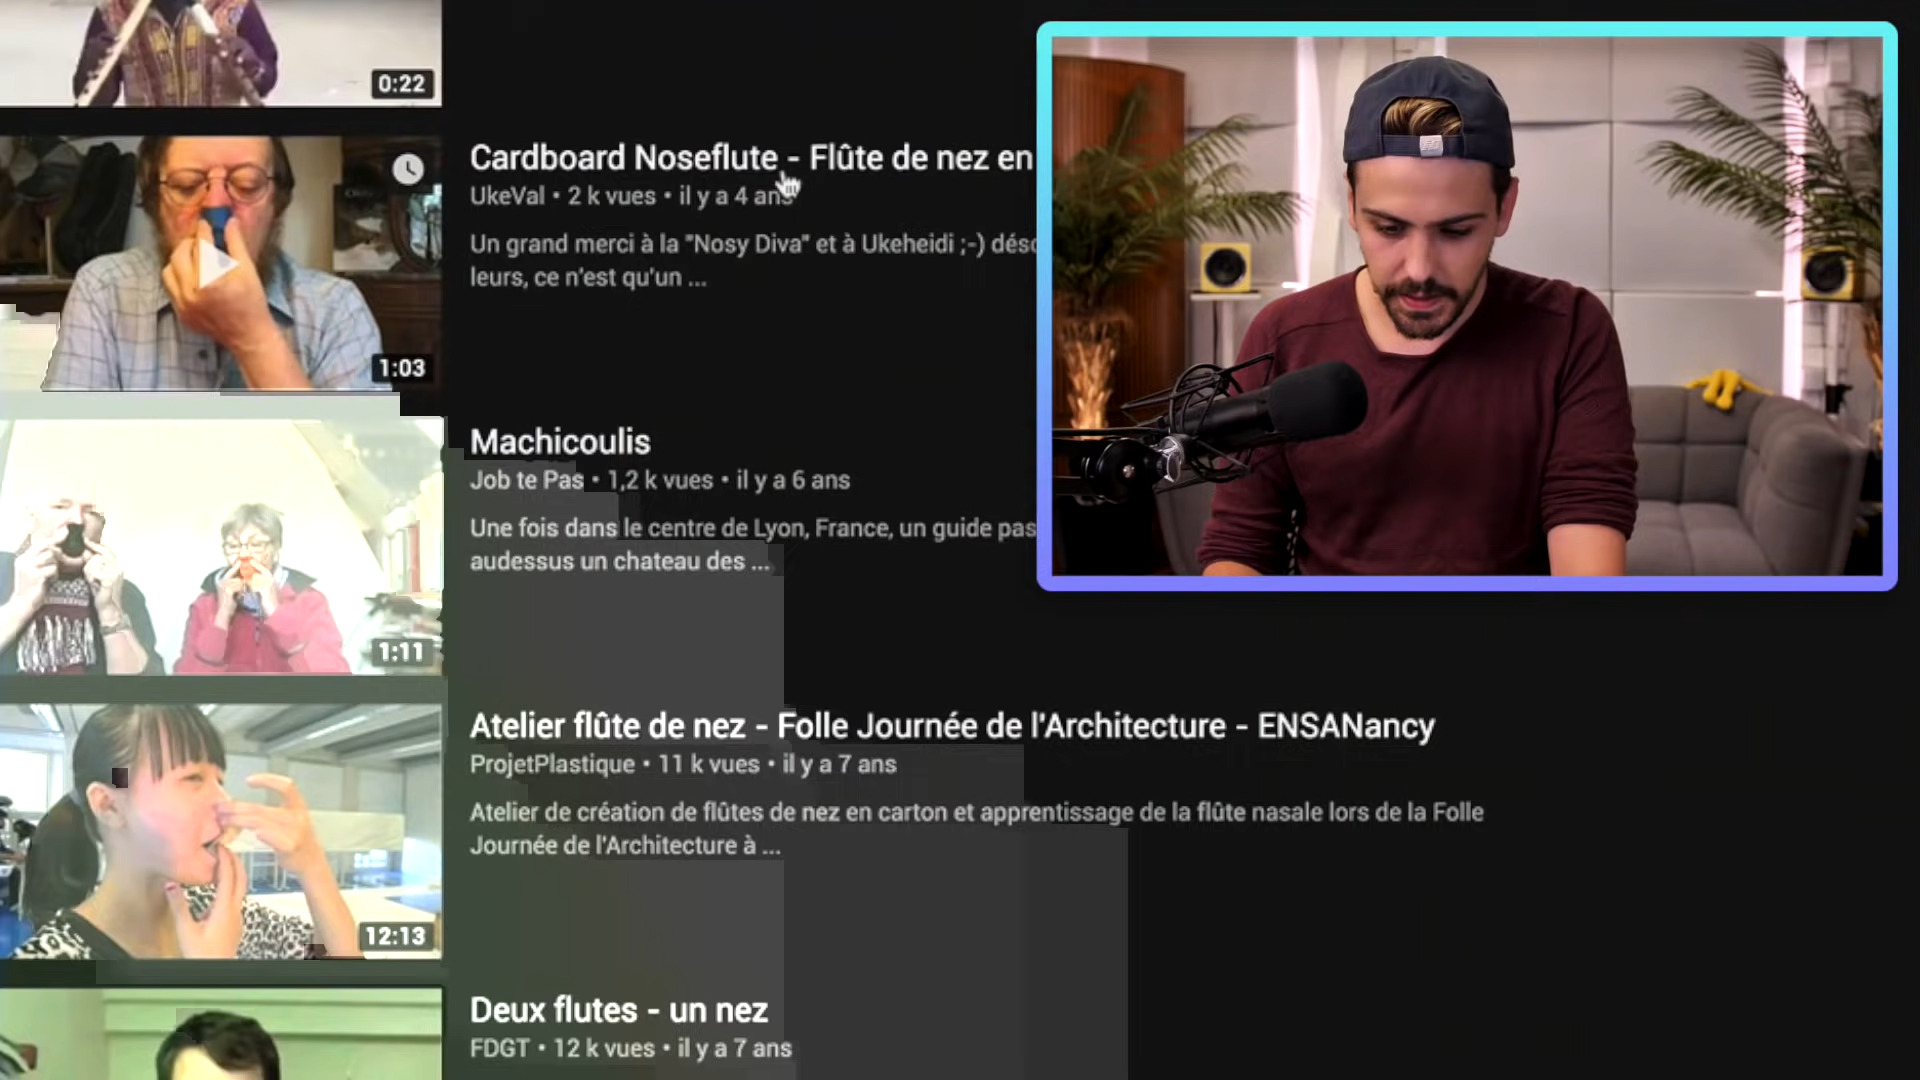 0:22
Cardboard Noseflute - Flûte de nez en
UkeVal • 2 k vues • il y a 4 ans
Un grand merci à la "Nosy Diva" et à Ukeheidi ;-) déso
leurs, ce n'est qu'un ...
1:03
Machicoulis
Job te Pas • 1,2 k vues • il y a 6 ans
Une fois dans le centre de Lyon, France, un guide pas
audessus un chateau des ...
1:11
Atelier flûte de nez - Folle Journée de l'Architecture - ENSANancy
ProjetPlastique • 11 k vues • il y a 7 ans
Atelier de création de flûtes de nez en carton et apprentissage de la flûte nasale lors de la Folle
Journée de l'Architecture à ...
12:13
Deux flutes - un nez
FDGT • 12 k vues • il y a 7 ans